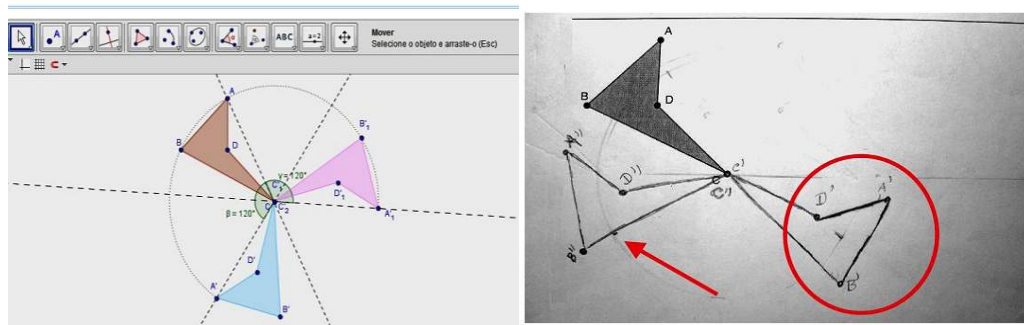 ABC
a=2
Mover
Selecione o objeto e arraste-o (Esc)
A
B
D
B'₁
γ = 120°
C'₁
D'₁
C
C'₂
A'₁
β = 120°
D'
A'
B'
A
B
D
A''
D''
C'
C
C''
D'
A'
B''
B'